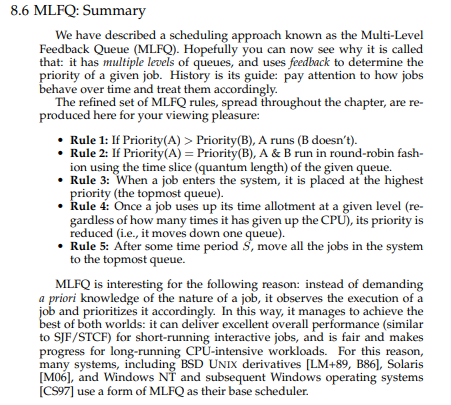 8.6 MLFQ: Summary
We have described a scheduling approach known as the Multi-Level
Feedback Queue (MLFQ). Hopefully you can now see why it is called
that: it has multiple levels of queues, and uses feedback to determine the
priority of a given job. History is its guide: pay attention to how jobs
behave over time and treat them accordingly.
The refined set of MLFQ rules, spread throughout the chapter, are re-
produced here for your viewing pleasure:
• Rule 1: If Priority(A) > Priority(B), A runs (B doesn't).
• Rule 2: If Priority(A) = Priority(B), A & B run in round-robin fash-
ion using the time slice (quantum length) of the given queue.
• Rule 3: When a job enters the system, it is placed at the highest
priority (the topmost queue).
• Rule 4: Once a job uses up its time allotment at a given level (re-
gardless of how many times it has given up the CPU), its priority is
reduced (i.e., it moves down one queue).
• Rule 5: After some time period S, move all the jobs in the system
to the topmost queue.
MLFQ is interesting for the following reason: instead of demanding
a priori knowledge of the nature of a job, it observes the execution of a
job and prioritizes it accordingly. In this way, it manages to achieve the
best of both worlds: it can deliver excellent overall performance (similar
to SJF/STCF) for short-running interactive jobs, and is fair and makes
progress for long-running CPU-intensive workloads. For this reason,
many systems, including BSD UNIX derivatives [LM+89, B86], Solaris
[M06], and Windows NT and subsequent Windows operating systems
[CS97] use a form of MLFQ as their base scheduler.